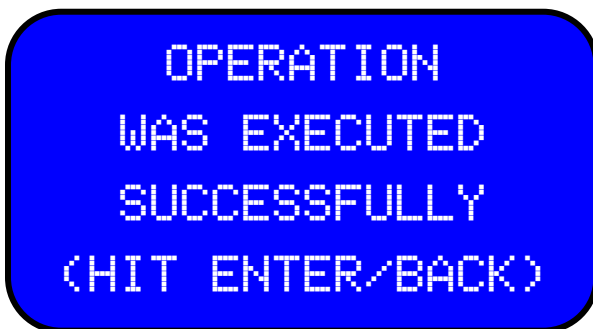 OPERATION
WAS EXECUTED
SUCCESSFULLY
(HIT ENTER/BACK)